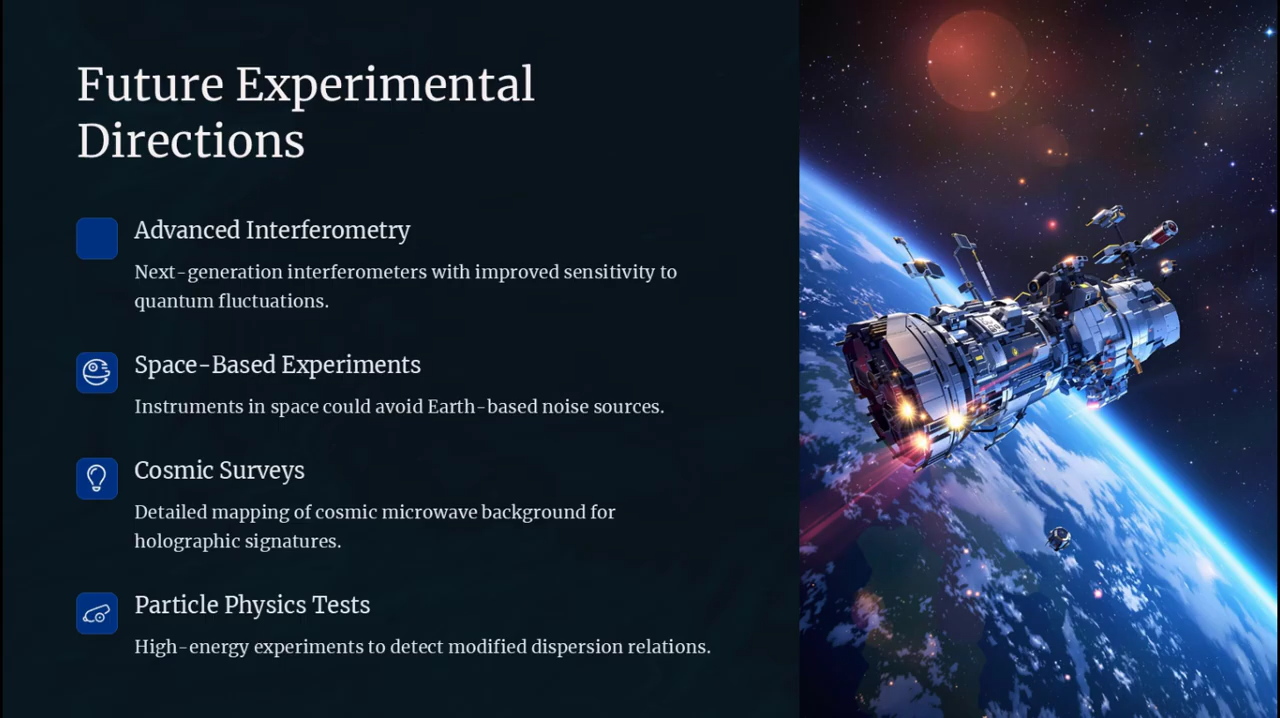 Future Experimental
Directions
Advanced Interferometry
Next-generation interferometers with improved sensitivity to
quantum fluctuations.
Space-Based Experiments
Instruments in space could avoid Earth-based noise sources.
Cosmic Surveys
Detailed mapping of cosmic microwave background for
holographic signatures.
Particle Physics Tests
High-energy experiments to detect modified dispersion relations.